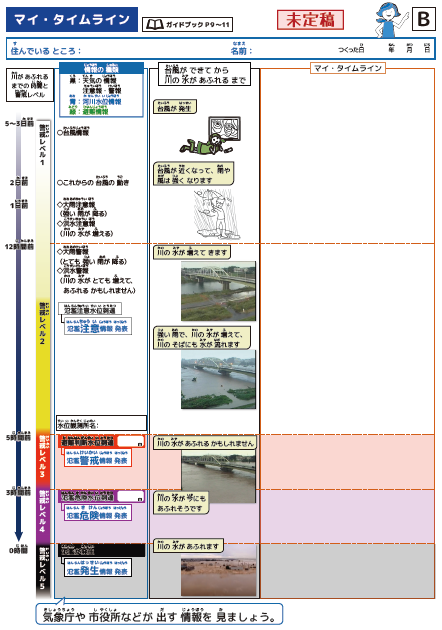 マイ・タイムライン
ガイドブック P9～11
未定稿
B
住んでいる ところ：
名前：
つくった日
年 月 日
川が あふれる
までの 時間と
警戒レベル
情報の 種類
黒：天気の 情報
注意報・警報
青：河川水位情報
緑：避難情報
台風が できて から
川の 水が あふれる まで
マイ・タイムライン
5～3日前
警戒レベル1
○台風情報
台風が 発生
2日前
○これからの 台風の 動き
台風が 近くなって、雨や
風は 強く なります
1日前
○大雨注意報
(強い 雨が 降る)
○洪水注意報
(川の 水が 増える)
12時間前
○大雨警報
(とても 強い 雨が 降る)
○洪水警報
(川の 水が とても 増えて、
あふれる かもしれません)
川の 水が 増えて きます
警戒レベル2
氾濫注意水位到達
氾濫注意情報 発表
強い 雨で、川の 水が 増えて、
川の そばにも 水が 流れます
水位観測所名：
5時間前
警戒レベル3
避難判断水位到達
氾濫警戒情報 発表
川の 水が あふれる かもしれません
3時間前
警戒レベル4
氾濫危険水位到達
氾濫危険情報 発表
川の 水が すぐにも
あふれそうです
0時間
警戒レベル5
氾濫発生情報 発表
川の 水が あふれます
気象庁や 市役所などが 出す 情報を 見ましょう。